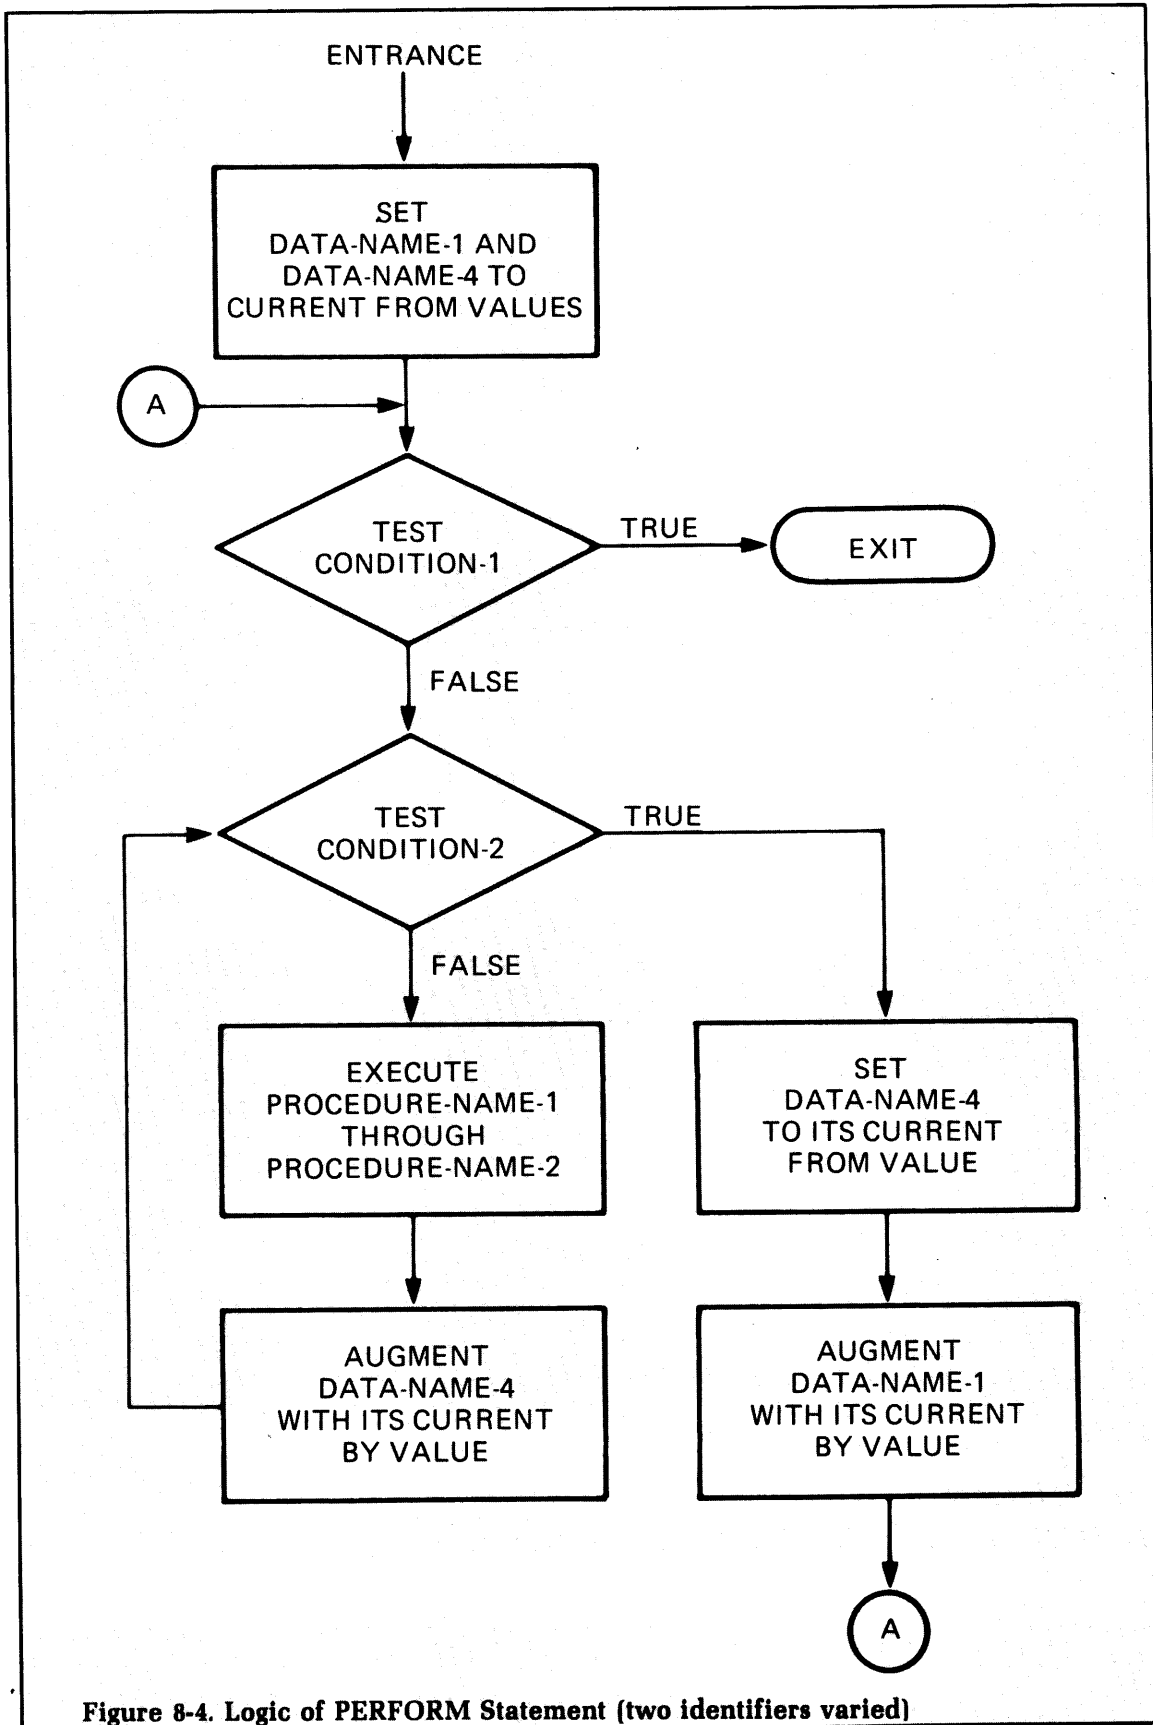 ENTRANCE
SET
DATA-NAME-1 AND
DATA-NAME-4 TO
CURRENT FROM VALUES
A
TEST
CONDITION-1
TRUE
EXIT
FALSE
TEST
CONDITION-2
TRUE
FALSE
EXECUTE
PROCEDURE-NAME-1
THROUGH
PROCEDURE-NAME-2
SET
DATA-NAME-4
TO ITS CURRENT
FROM VALUE
AUGMENT
DATA-NAME-4
WITH ITS CURRENT
BY VALUE
AUGMENT
DATA-NAME-1
WITH ITS CURRENT
BY VALUE
A
Figure 8-4. Logic of PERFORM Statement (two identifiers varied)